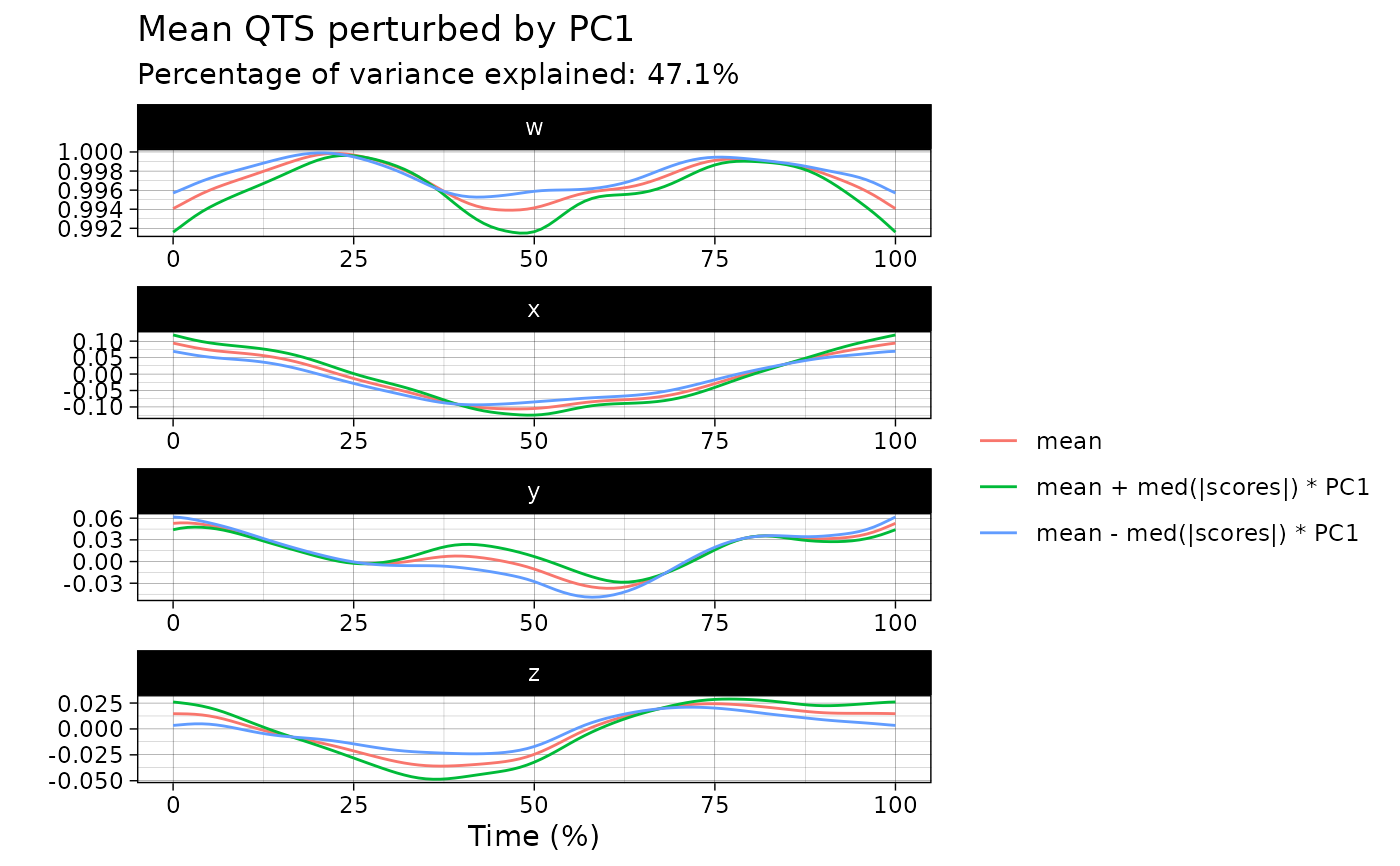 Mean QTS perturbed by PC1
Percentage of variance explained: 47.1%
w
1.000
0.998
0.996
0.994
0.992
0 25 50 75 100
x
0.10
0.05
0.00
-0.05
-0.10
0 25 50 75 100
y
0.06
0.03
0.00
-0.03
0 25 50 75 100
z
0.025
0.000
-0.025
-0.050
0 25 50 75 100
Time (%)
mean
mean + med(|scores|) * PC1
mean - med(|scores|) * PC1